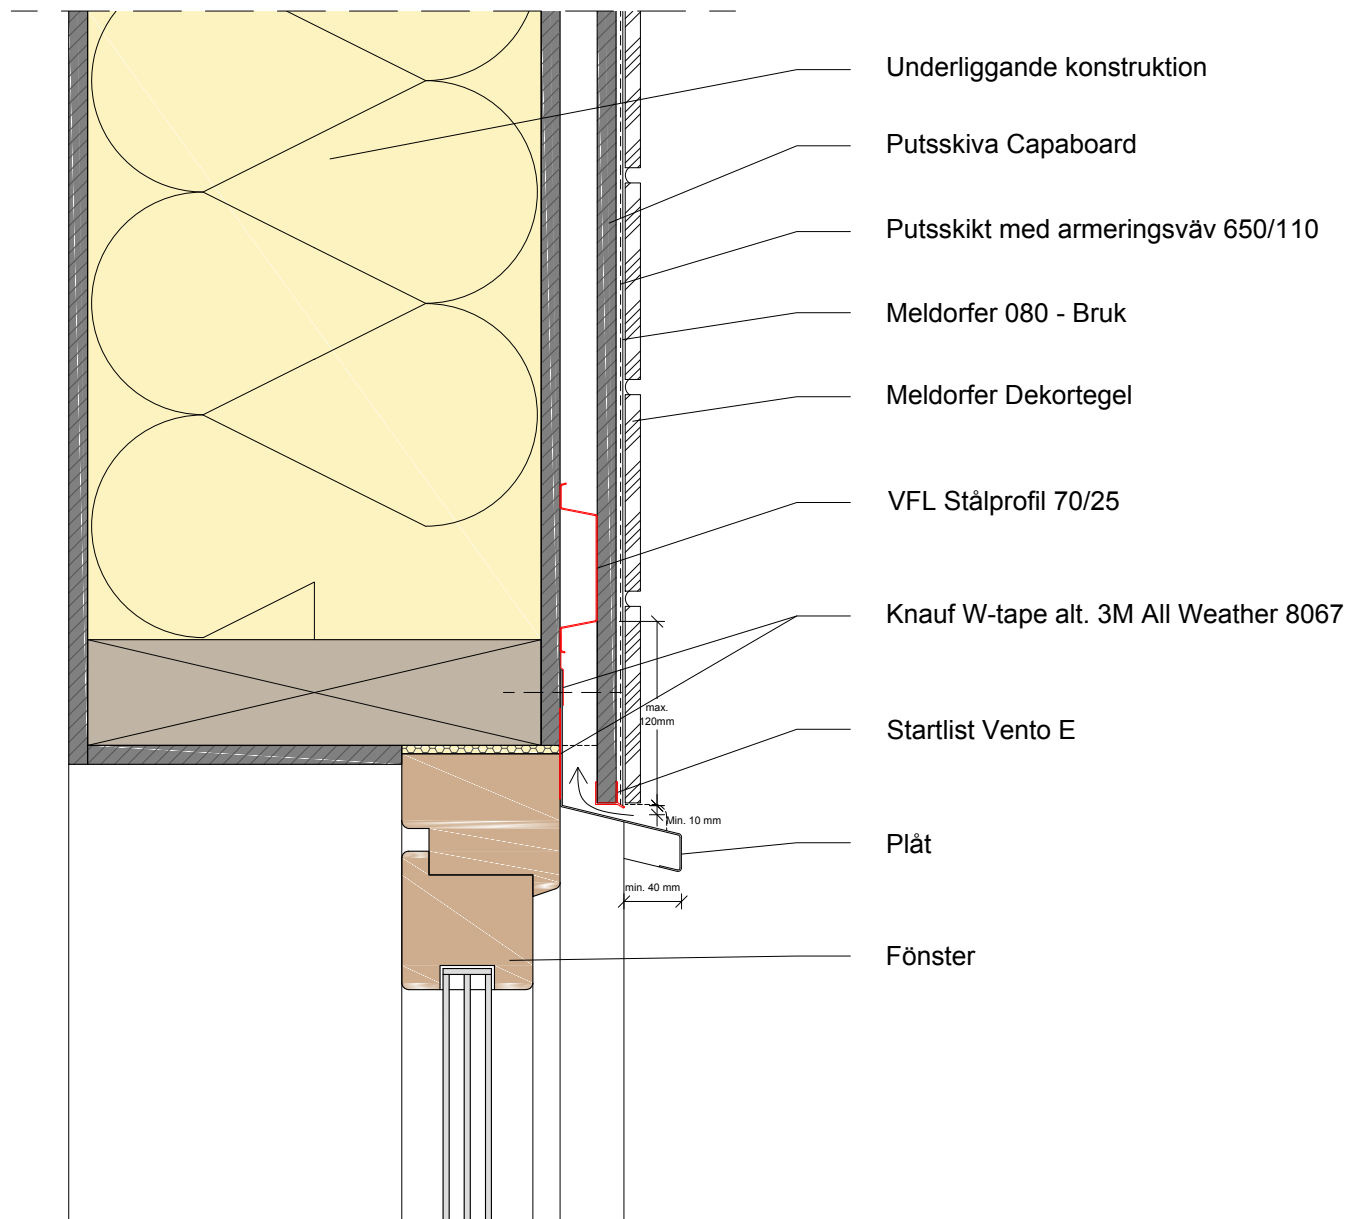 Underliggande konstruktion
Putsskiva Capaboard
Putsskikt med armeringsväv 650/110
Meldorfer 080 - Bruk
Meldorfer Dekortegel
VFL Stålprofil 70/25
Knauf W-tape alt. 3M All Weather 8067
max.
120mm
Startlist Vento E
Min. 10 mm
Plåt
min. 40 mm
Fönster